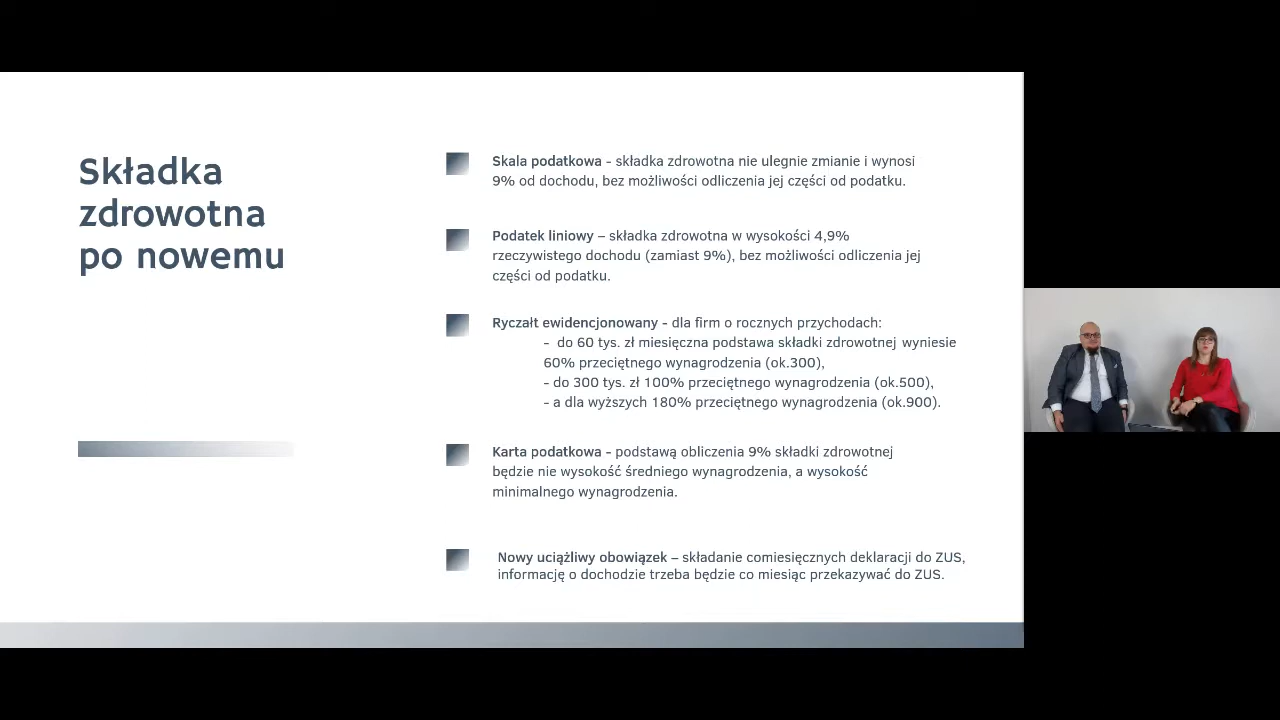 Składka
zdrowotna
po nowemu
Skala podatkowa - składka zdrowotna nie ulegnie zmianie i wynosi
9% od dochodu, bez możliwości odliczenia jej części od podatku.
Podatek liniowy – składka zdrowotna w wysokości 4,9%
rzeczywistego dochodu (zamiast 9%), bez możliwości odliczenia jej
części od podatku.
Ryczałt ewidencjonowany - dla firm o rocznych przychodach:
- do 60 tys. zł miesięczna podstawa składki zdrowotnej wyniesie
60% przeciętnego wynagrodzenia (ok.300),
- do 300 tys. zł 100% przeciętnego wynagrodzenia (ok.500),
- a dla wyższych 180% przeciętnego wynagrodzenia (ok.900).
Karta podatkowa - podstawą obliczenia 9% składki zdrowotnej
będzie nie wysokość średniego wynagrodzenia, a wysokość
minimalnego wynagrodzenia.
Nowy uciążliwy obowiązek – składanie comiesięcznych deklaracji do ZUS,
informację o dochodzie trzeba będzie co miesiąc przekazywać do ZUS.